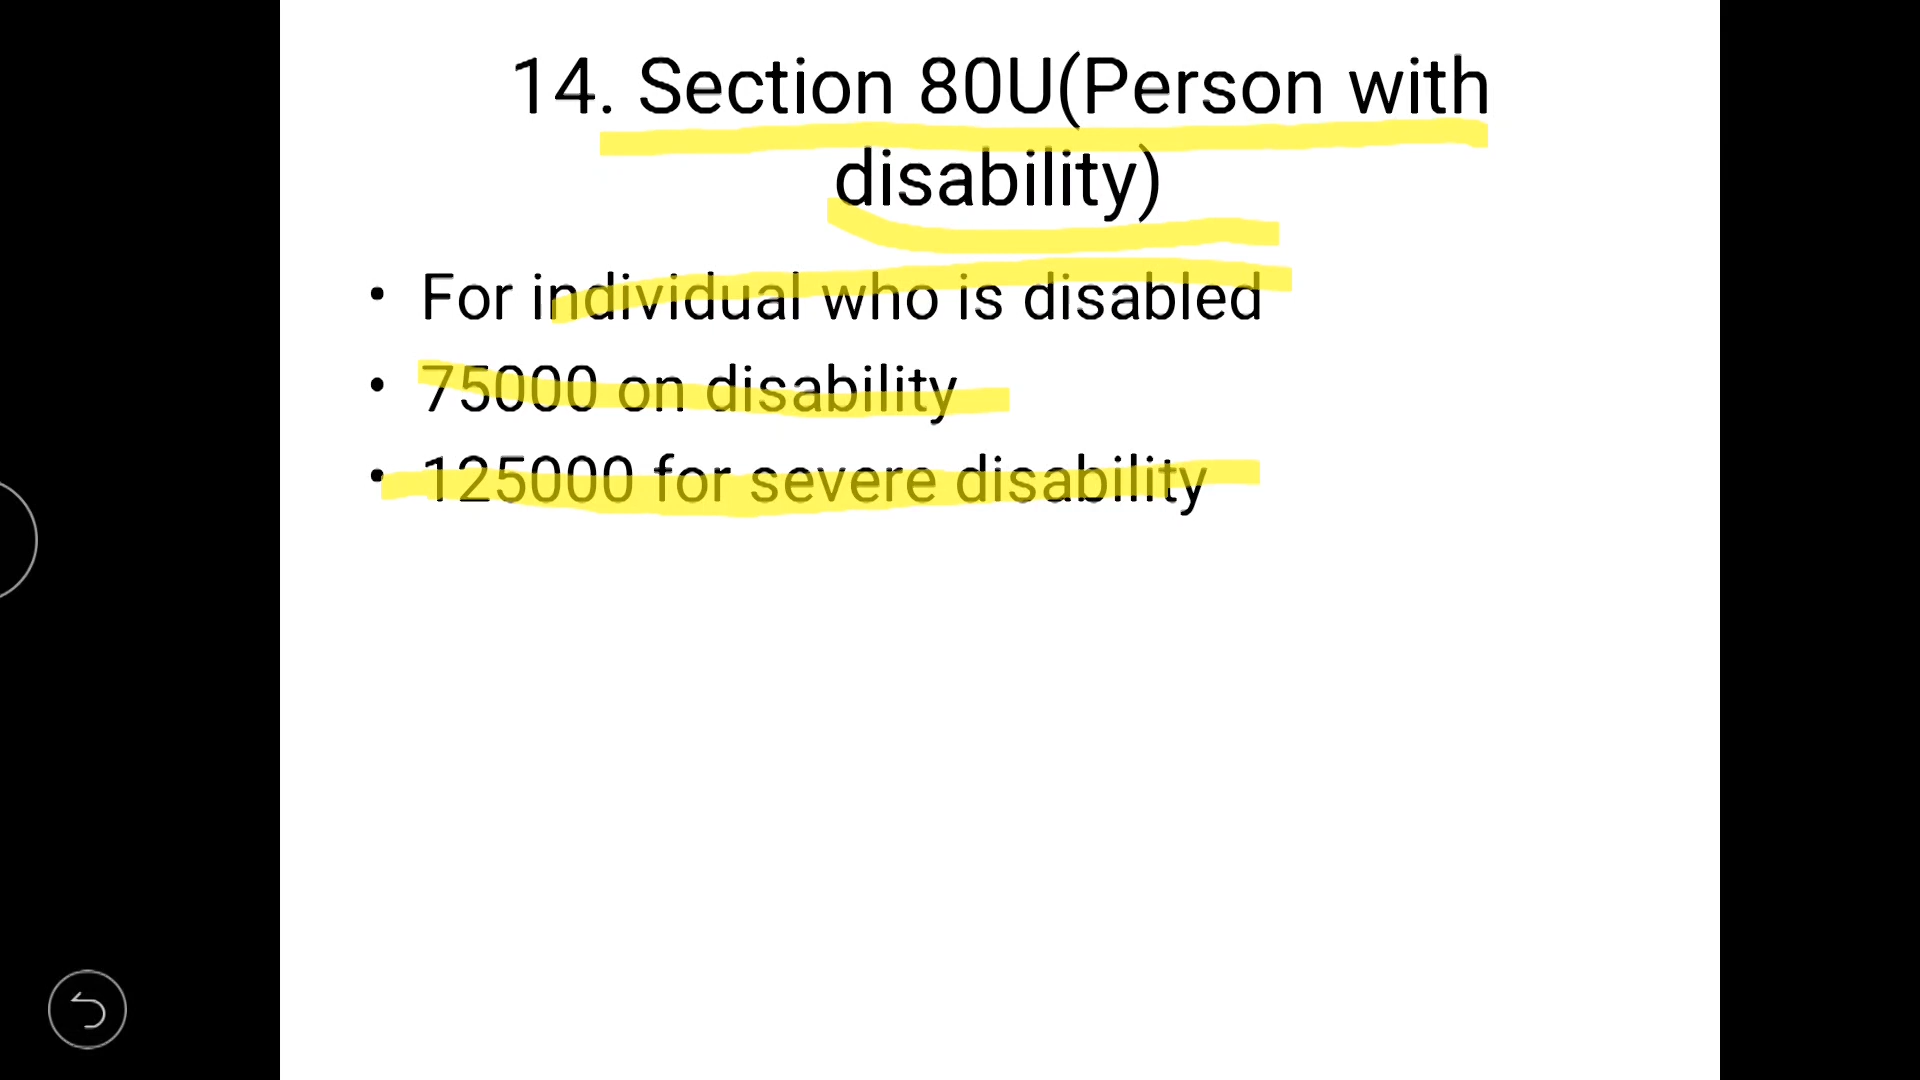 14. Section 80U(Person with
disability)
• For individual who is disabled
• 75000 on disability
• 125000 for severe disability